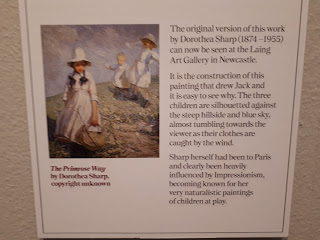 The original version of this work
by Dorothea Sharp (1874 –1955)
can now be seen at the Laing
Art Gallery in Newcastle.
It is the construction of this
painting that drew Jack and
it is easy to see why. The three
children are silhouetted against
the steep hillside and blue sky,
almost tumbling towards the
viewer as their clothes are
caught by the wind.
Sharp herself had been to Paris
and clearly been heavily
influenced by Impressionism,
becoming known for her
very naturalistic paintings
of children at play.
The Primrose Way
by Dorothea Sharp,
copyright unknown